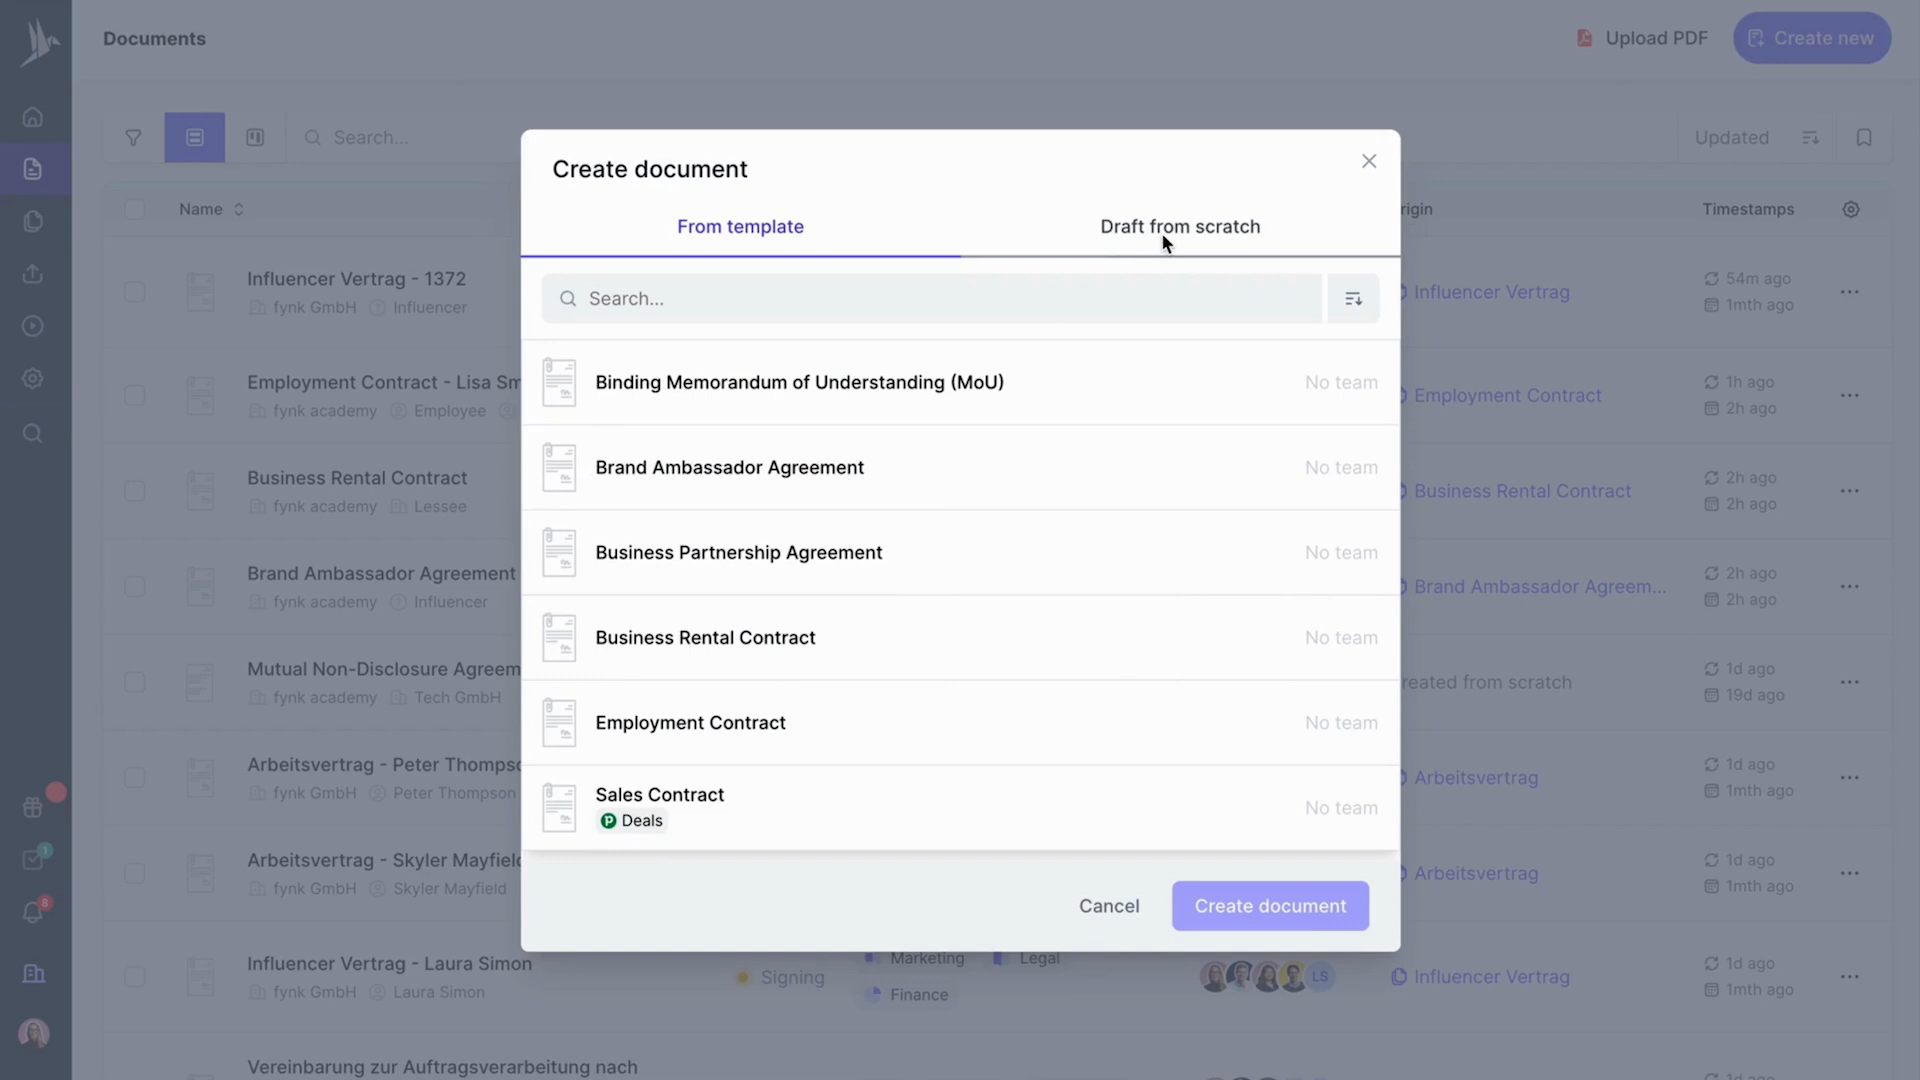 Documents
Upload PDF
Create new
Search...
Updated
Name
rigin
Timestamps
Influencer Vertrag - 1372
fynk GmbH
Influencer
Influencer Vertrag
54m ago
1mth ago
Employment Contract - Lisa Sm
fynk academy
Employee
Employment Contract
1h ago
2h ago
Business Rental Contract
fynk academy
Lessee
Business Rental Contract
2h ago
2h ago
Brand Ambassador Agreement
fynk academy
Influencer
Brand Ambassador Agreem...
2h ago
2h ago
Mutual Non-Disclosure Agreem
fynk academy
Tech GmbH
reated from scratch
1d ago
19d ago
Arbeitsvertrag - Peter Thompso
fynk GmbH
Peter Thompson
Arbeitsvertrag
1d ago
1mth ago
Arbeitsvertrag - Skyler Mayfield
fynk GmbH
Skyler Mayfield
Arbeitsvertrag
1d ago
1mth ago
Influencer Vertrag - Laura Simon
fynk GmbH
Laura Simon
Signing
Marketing
Legal
Finance
LS
Influencer Vertrag
1d ago
1mth ago
Vereinbarung zur Auftragsverarbeitung nach
1d ago
1
8
Create document
From template
Draft from scratch
Search...
Binding Memorandum of Understanding (MoU)
No team
Brand Ambassador Agreement
No team
Business Partnership Agreement
No team
Business Rental Contract
No team
Employment Contract
No team
Sales Contract
Deals
No team
Cancel
Create document